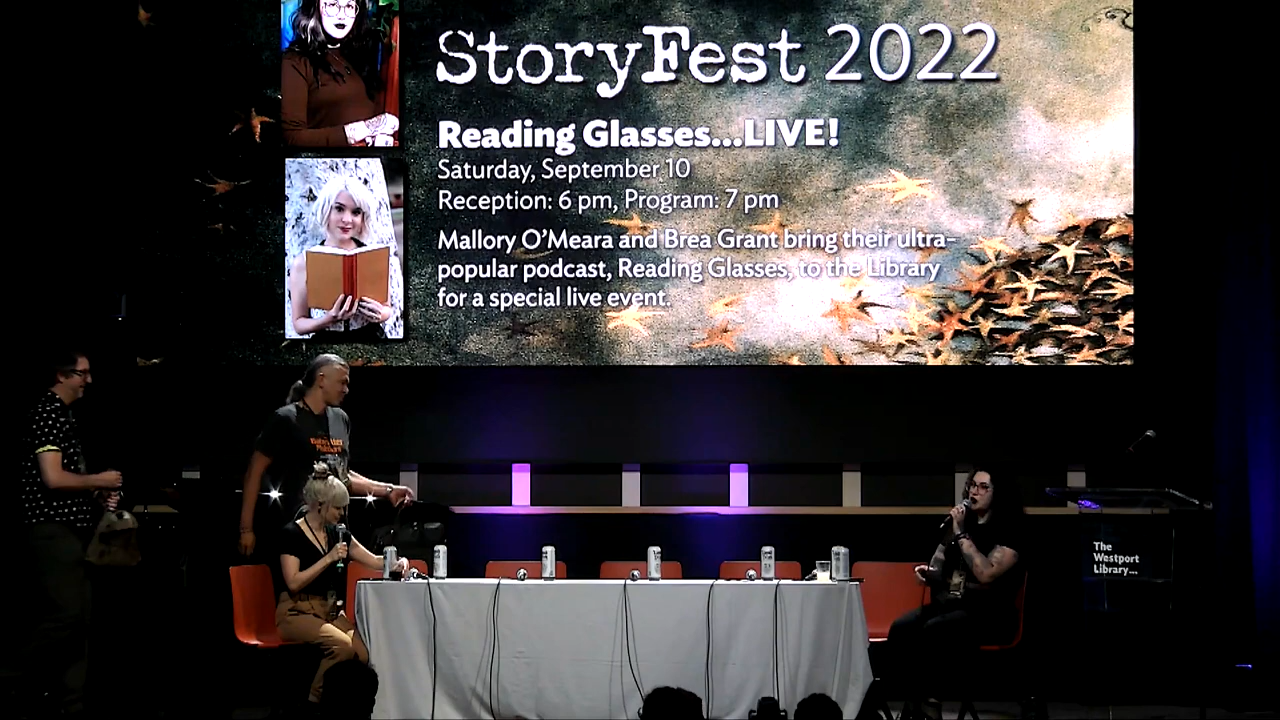 StoryFest 2022
Reading Glasses...LIVE!
Saturday, September 10
Reception: 6 pm, Program: 7 pm
Mallory O’Meara and Brea Grant bring their ultra-
popular podcast, Reading Glasses, to the Library
for a special live event.
The
Westport
Library...